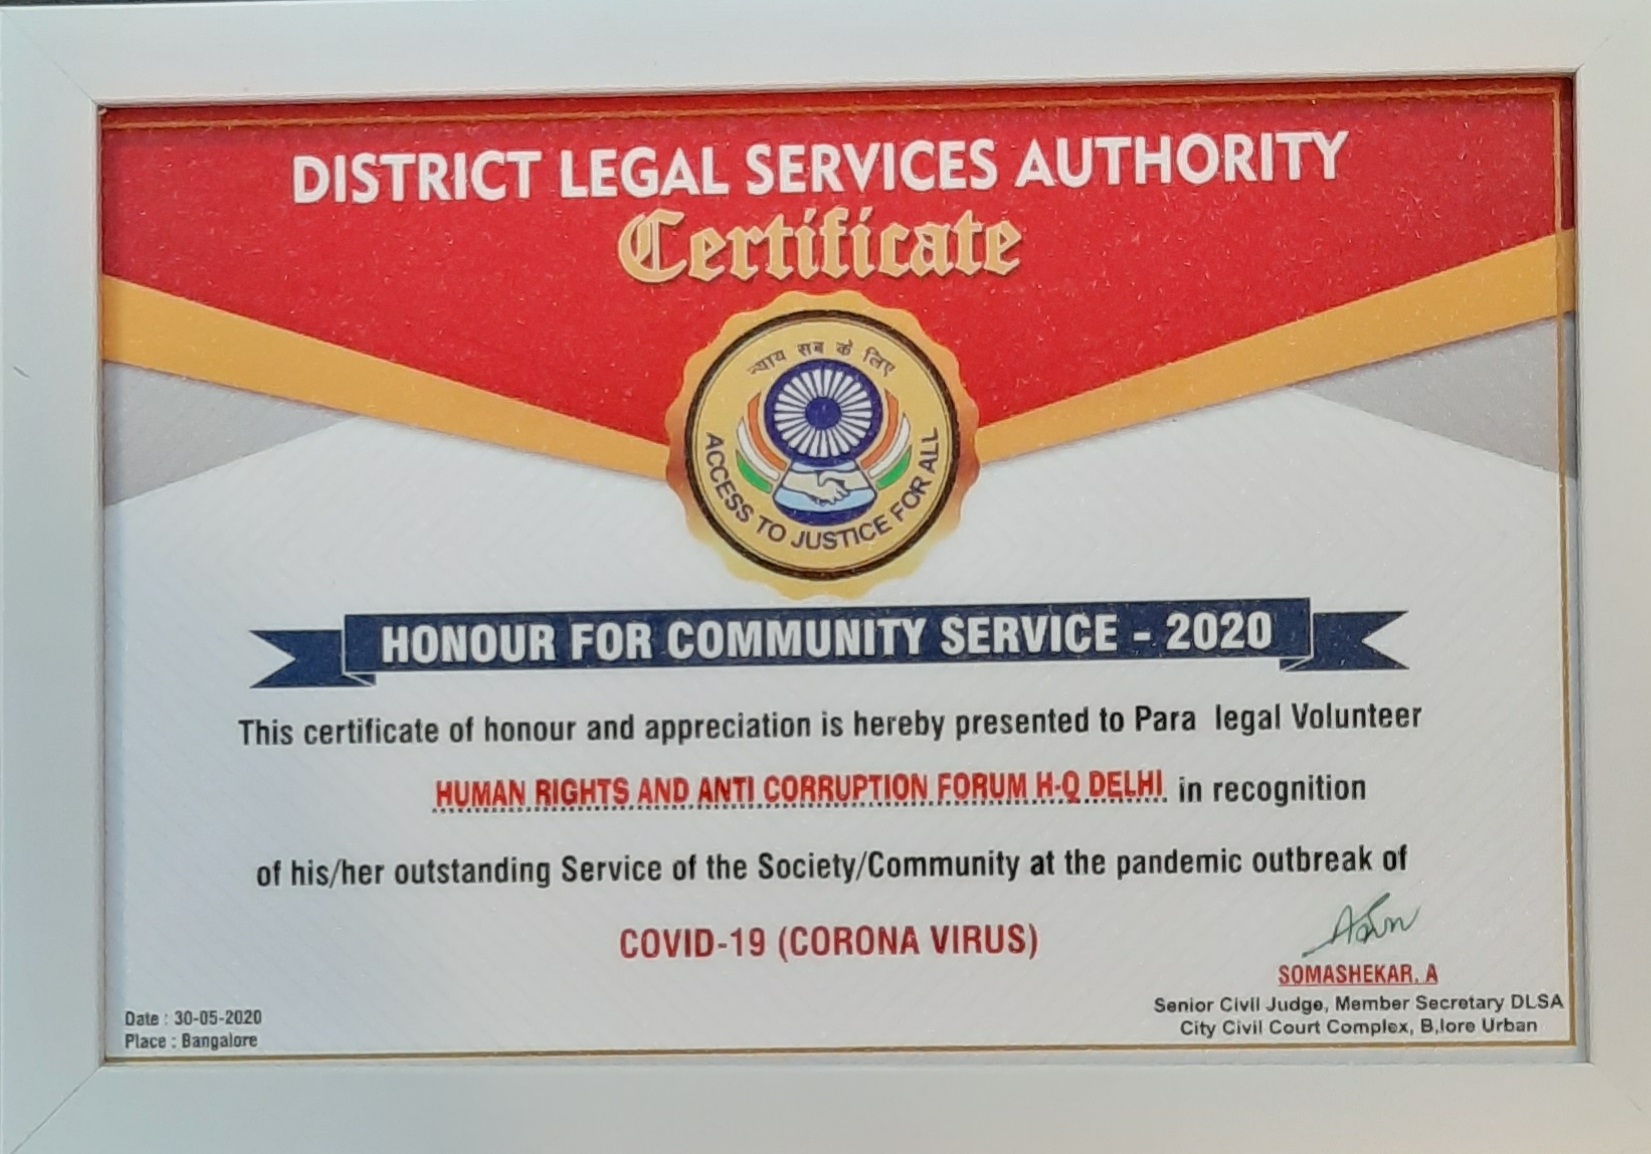 DISTRICT LEGAL SERVICES AUTHORITY
Certificate
न्याय सब के लिए
ACCESS TO JUSTICE FOR ALL
HONOUR FOR COMMUNITY SERVICE - 2020
This certificate of honour and appreciation is hereby presented to Para legal Volunteer
HUMAN RIGHTS AND ANTI CORRUPTION FORUM H-Q DELHI in recognition
of his/her outstanding Service of the Society/Community at the pandemic outbreak of
COVID-19 (CORONA VIRUS)
SOMASHEKAR. A
Senior Civil Judge, Member Secretary DLSA
City Civil Court Complex, B,lore Urban
Date : 30-05-2020
Place : Bangalore